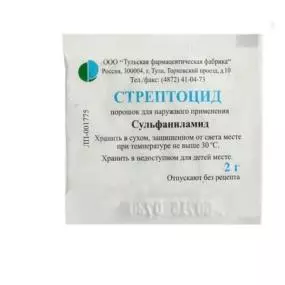 ООО "Тульская фармацевтическая фабрика"
Россия, 300004, г. Тула, Торховский проезд, д.10
Тел./факс: (4872) 41-04-73
СТРЕПТОЦИД
порошок для наружного применения
Сульфаниламид
ЛП-001775
Хранить в сухом, защищенном от света месте
при температуре не выше 30 °С.
Хранить в недоступном для детей месте.
2 г
Отпускают без рецепта